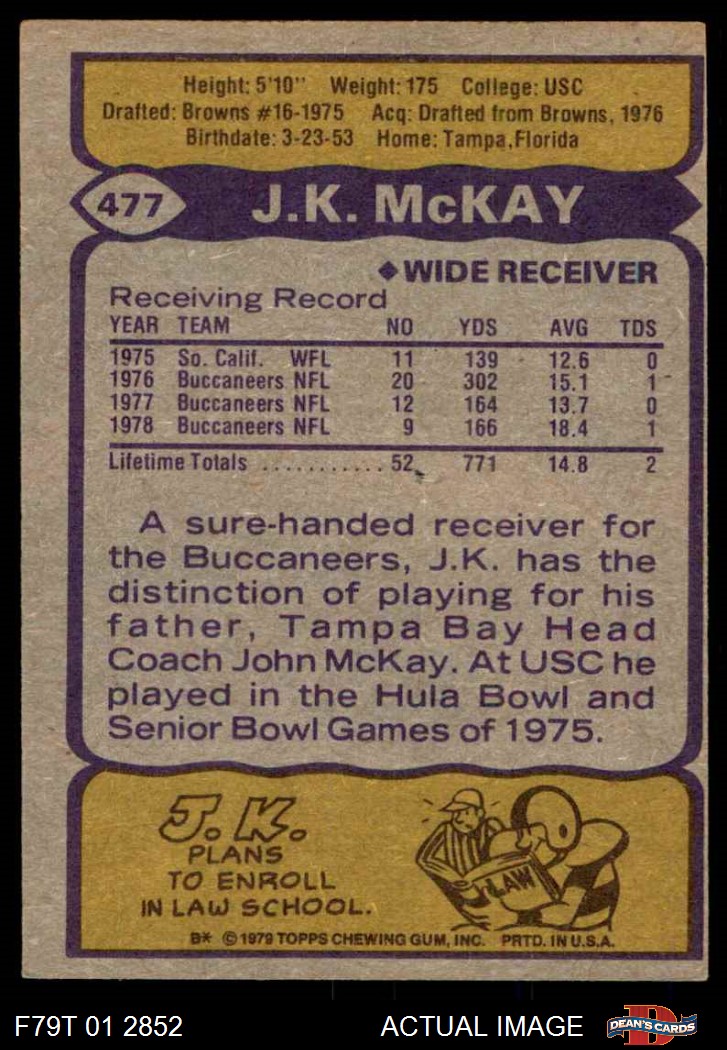 Height: 5'10" Weight: 175 College: USC
Drafted: Browns #16-1975 Acq: Drafted from Browns, 1976
Birthdate: 3-23-53 Home: Tampa, Florida
477 J.K. McKAY
◆ WIDE RECEIVER
Receiving Record
YEAR TEAM NO YDS AVG TDS
1975 So. Calif. WFL 11 139 12.6 0
1976 Buccaneers NFL 20 302 15.1 1
1977 Buccaneers NFL 12 164 13.7 0
1978 Buccaneers NFL 9 166 18.4 1
Lifetime Totals ........... 52 771 14.8 2
A sure-handed receiver for
the Buccaneers, J.K. has the
distinction of playing for his
father, Tampa Bay Head
Coach John McKay. At USC he
played in the Hula Bowl and
Senior Bowl Games of 1975.
J.K.
PLANS
TO ENROLL
IN LAW SCHOOL.
LAW
B* © 1979 TOPPS CHEWING GUM, INC. PRTD. IN U.S.A.
F79T 01 2852 ACTUAL IMAGE D DEAN'S CARDS